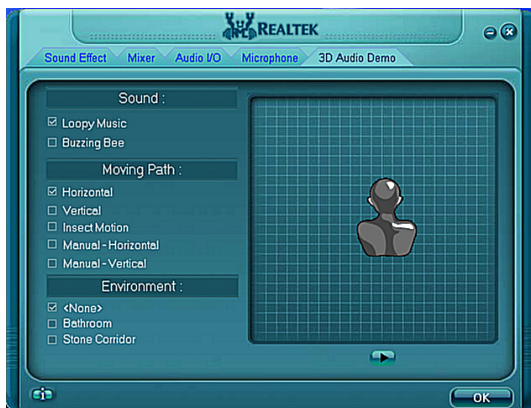 REALTEK
Sound Effect Mixer Audio I/O Microphone 3D Audio Demo
Sound :
Loopy Music
Buzzing Bee
Moving Path :
Horizontal
Vertical
Insect Motion
Manual - Horizontal
Manual - Vertical
Environment :
<None>
Bathroom
Stone Corridor
i
OK